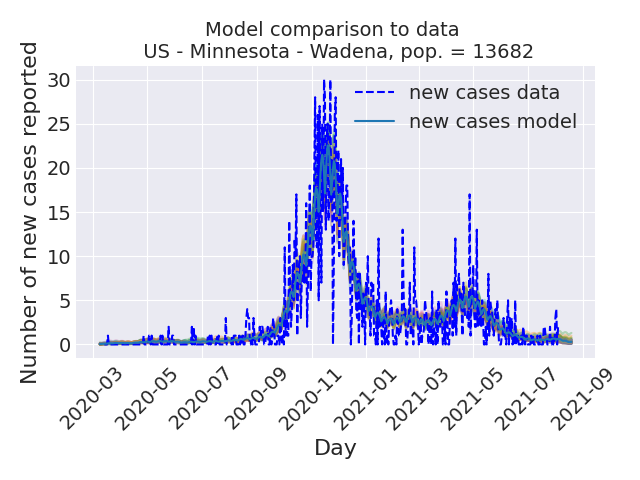 Model comparison to data
US - Minnesota - Wadena, pop. = 13682
Number of new cases reported
30
25
20
15
10
5
0
new cases data
new cases model
2020-03
2020-05
2020-07
2020-09
2020-11
2021-01
2021-03
2021-05
2021-07
2021-09
Day